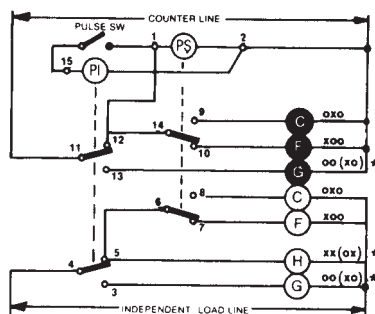 COUNTER LINE
PULSE SW
1
PS
2
15
PI
9
C
oxo
14
12
10
F
xoo
11
13
G
oo(xo) *
8
C
oxo
6
7
F
xoo
5
4
H
xx(ox) *
3
G
oo(xo) *
INDEPENDENT LOAD LINE